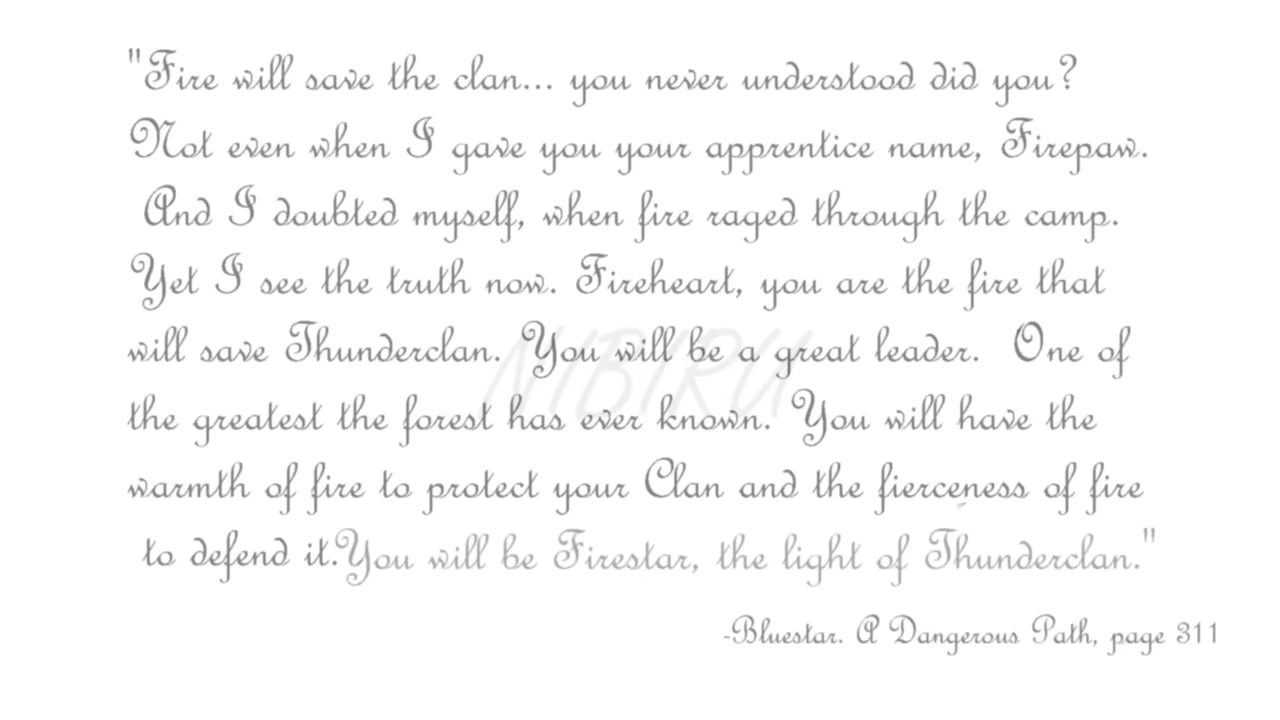 "Fire will save the clan... you never understood did you?
Not even when I gave you your apprentice name, Firepaw.
And I doubted myself, when fire raged through the camp.
Yet I see the truth now. Fireheart, you are the fire that
will save Thunderclan. You will be a great leader. One of
NIBIRU
the greatest the forest has ever known. You will have the
warmth of fire to protect your Clan and the fierceness of fire
to defend it.You will be Firestar, the light of Thunderclan."
-Bluestar. A Dangerous Path, page 311